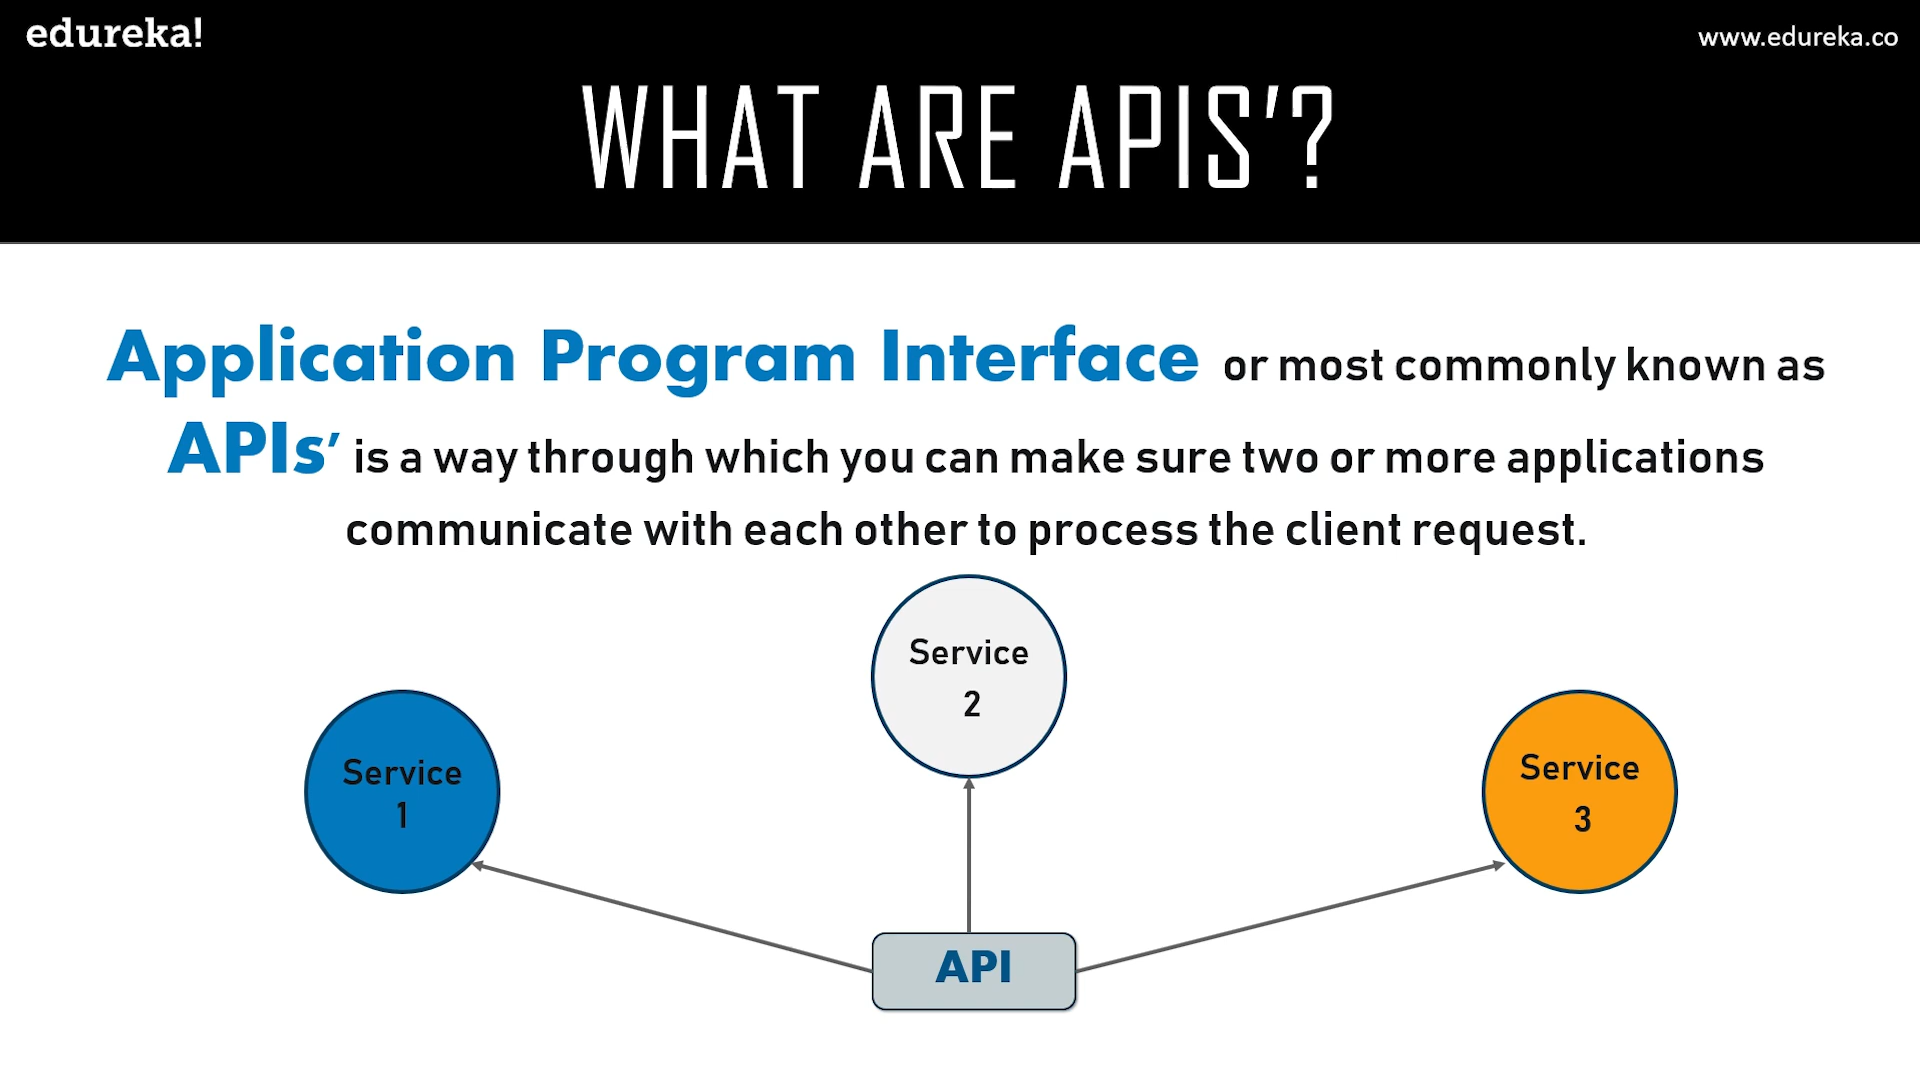 edureka!
www.edureka.co
WHAT ARE APIS'?
Application Program Interface or most commonly known as
APIs' is a way through which you can make sure two or more applications
communicate with each other to process the client request.
Service
2
Service
1
Service
3
API